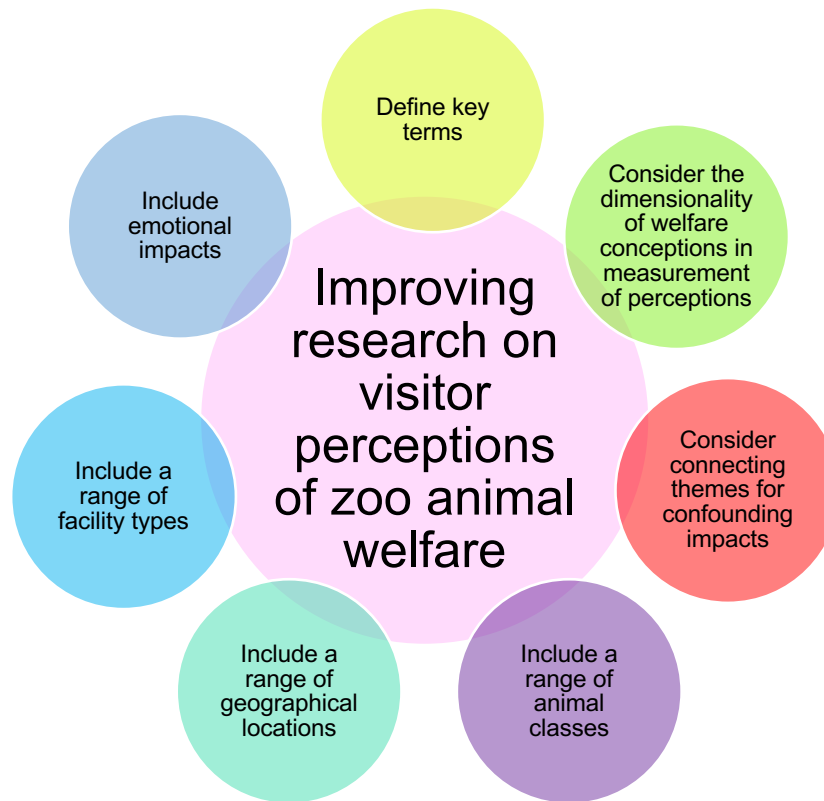 Define key
terms
Consider the
dimensionality
of welfare
conceptions in
measurement
of perceptions
Consider
connecting
themes for
confounding
impacts
Include a
range of
animal
classes
Include a
range of
geographical
locations
Include a
range of
facility types
Include
emotional
impacts
Improving
research on
visitor
perceptions
of zoo animal
welfare